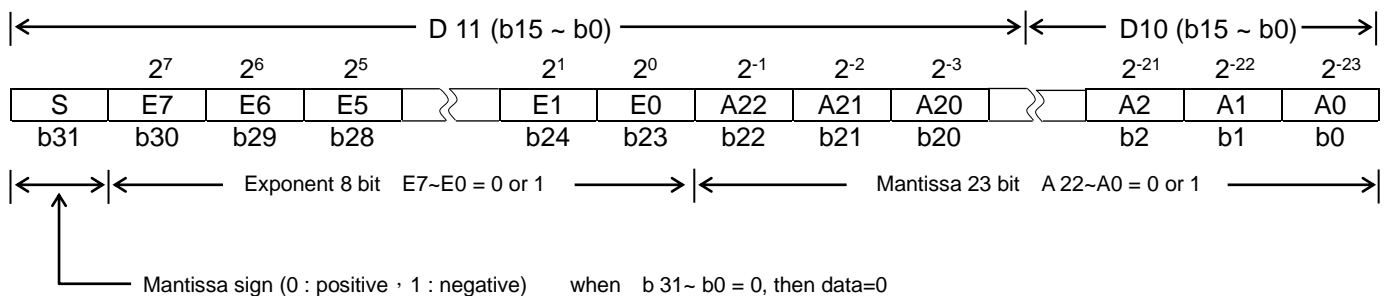 D 11 (b15 ~ b0) D10 (b15 ~ b0)
2⁷ 2⁶ 2⁵ 2¹ 2⁰ 2⁻¹ 2⁻² 2⁻³ 2⁻²¹ 2⁻²² 2⁻²³
S E7 E6 E5 E1 E0 A22 A21 A20 A2 A1 A0
b31 b30 b29 b28 b24 b23 b22 b21 b20 b2 b1 b0
Exponent 8 bit E7~E0 = 0 or 1 Mantissa 23 bit A 22~A0 = 0 or 1
Mantissa sign (0 : positive，1 : negative) when b 31~ b0 = 0, then data=0